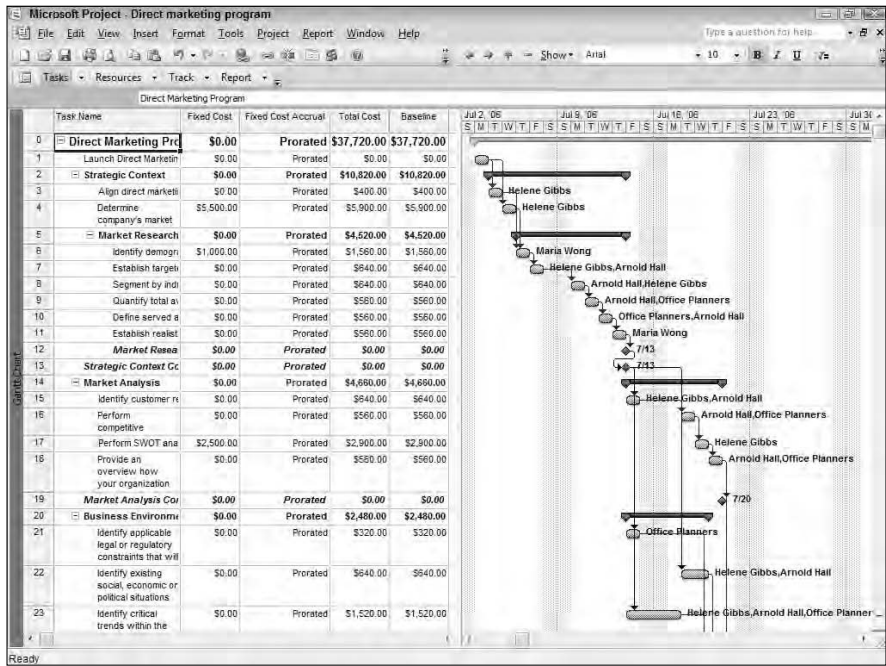 Microsoft Project - Direct marketing program
File Edit View Insert Format Tools Project Report Window Help
Type a question for help
Show Arial 10 B I U
Tasks Resources Track Report
Direct Marketing Program
Task Name Fixed Cost Fixed Cost Accrual Total Cost Baseline Jul 2, '06 Jul 9, '06 Jul 16, '06 Jul 23, '06 Jul 30
S M T W T F S S M T W T F S S M T W T F S S M T W T F S S M
0 Direct Marketing Pro $0.00 Prorated $37,720.00 $37,720.00
1 Launch Direct Marketin $0.00 Prorated $0.00 $0.00
2 Strategic Context $0.00 Prorated $10,820.00 $10,820.00
3 Align direct marketi $0.00 Prorated $400.00 $400.00 Helene Gibbs
4 Determine company's market $5,500.00 Prorated $5,900.00 $5,900.00 Helene Gibbs
5 Market Research $0.00 Prorated $4,520.00 $4,520.00
6 Identify demogra $1,000.00 Prorated $1,560.00 $1,560.00 Maria Wong
7 Establish targets $0.00 Prorated $640.00 $640.00 Helene Gibbs,Arnold Hall
8 Segment by indi $0.00 Prorated $640.00 $640.00 Arnold Hall,Helene Gibbs
9 Quantify total av $0.00 Prorated $560.00 $560.00 Arnold Hall,Office Planners
10 Define served a $0.00 Prorated $560.00 $560.00 Office Planners,Arnold Hall
11 Establish realist $0.00 Prorated $560.00 $560.00 Maria Wong
12 Market Resea $0.00 Prorated $0.00 $0.00 7/13
13 Strategic Context Co $0.00 Prorated $0.00 $0.00 7/13
14 Market Analysis $0.00 Prorated $4,660.00 $4,660.00
15 Identify customer re $0.00 Prorated $640.00 $640.00 Helene Gibbs,Arnold Hall
16 Perform competitive $0.00 Prorated $560.00 $560.00 Arnold Hall,Office Planners
17 Perform SWOT ana $2,500.00 Prorated $2,900.00 $2,900.00 Helene Gibbs
18 Provide an overview how your organization $0.00 Prorated $560.00 $560.00 Arnold Hall,Office Planners
19 Market Analysis Cor $0.00 Prorated $0.00 $0.00 7/20
20 Business Environme $0.00 Prorated $2,480.00 $2,480.00
21 Identify applicable legal or regulatory constraints that will $0.00 Prorated $320.00 $320.00 Office Planners
22 Identify existing social, economic or political situations $0.00 Prorated $640.00 $640.00 Helene Gibbs,Arnold Hall
23 Identify critical trends within the $0.00 Prorated $1,520.00 $1,520.00 Helene Gibbs,Arnold Hall,Office Planner
Gantt Chart
Ready